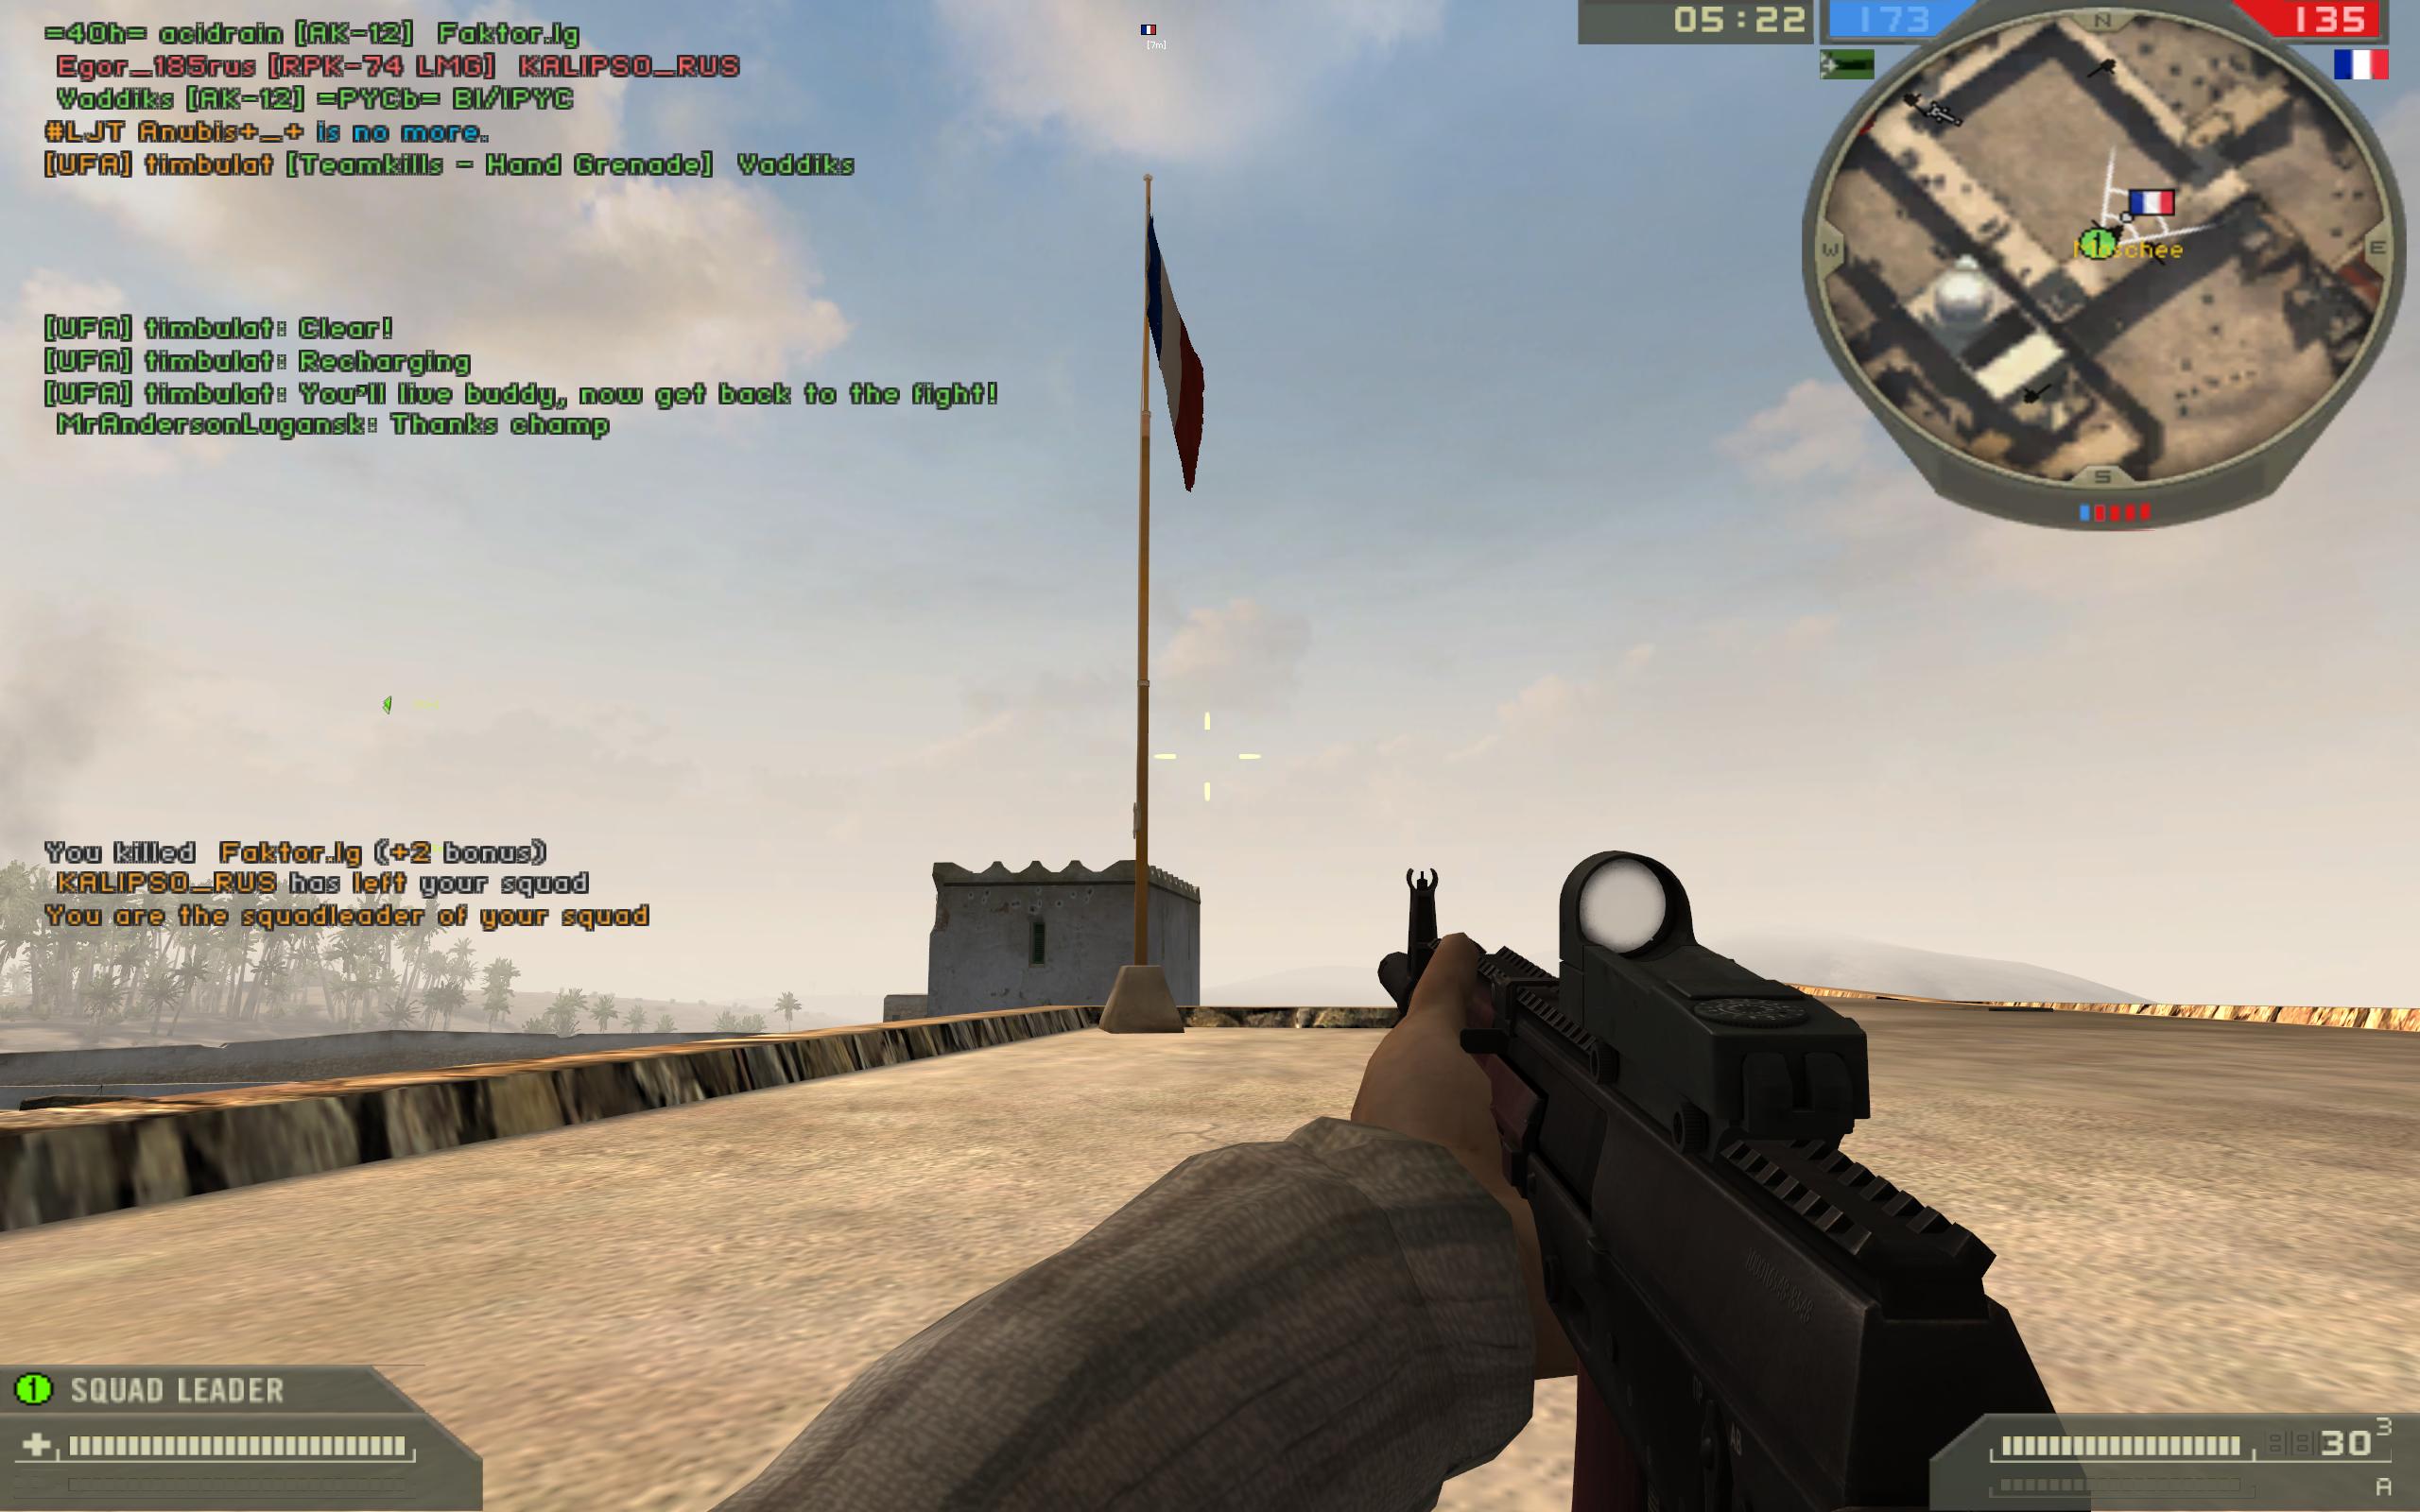 =40h= acidrain [AK-12] Faktor.lg
Egor_185rus [RPK-74 LMG] KALIPSO_RUS
Vaddiks [AK-12] =PYCb= BI/IPYC
#LJT Anubis+_+ is no more.
[UFA] timbulat [Teamkills - Hand Grenade] Vaddiks
[7m]
05:22
173
135
N
W
E
S
Moschee
[UFA] timbulat: Clear!
[UFA] timbulat: Recharging
[UFA] timbulat: You'll live buddy, now get back to the fight!
MrAndersonLugansk: Thanks champ
You killed Faktor.lg (+2 bonus)
KALIPSO_RUS has left your squad
You are the squadleader of your squad
1 SQUAD LEADER
30
3
A
АВ